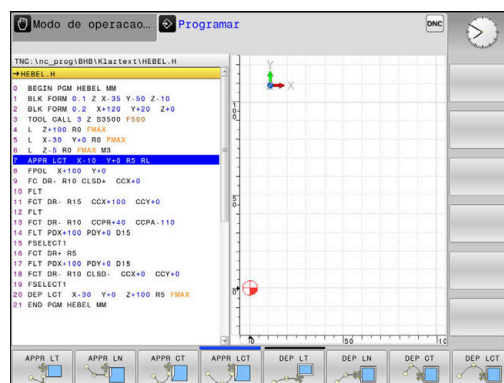 Modo de operacao...
Programar
DNC
TNC:\nc_prog\BHB\Klartext\HEBEL.H
→HEBEL.H
0 BEGIN PGM HEBEL MM
1 BLK FORM 0.1 Z X-35 Y-50 Z-10
2 BLK FORM 0.2 X+120 Y+20 Z+0
3 TOOL CALL 3 Z S3500 F500
4 L Z+100 R0 FMAX
5 L X-30 Y+0 R0 FMAX
6 L Z-5 R0 FMAX M3
7 APPR LCT X-10 Y+0 R5 RL
8 FPOL X+100 Y+0
9 FC DR- R10 CLSD+ CCX+0
10 FLT
11 FCT DR- R15 CCX+100 CCY+0
12 FLT
13 FCT DR- R10 CCPR+40 CCPA-110
14 FLT PDX+100 PDY+0 D15
15 FSELECT1
16 FCT DR+ R5
17 FLT PDX+100 PDY+0 D15
18 FCT DR- R10 CLSD- CCX+0 CCY+0
19 FSELECT1
20 DEP LCT X-30 Y+0 Z+100 R5 FMAX
21 END PGM HEBEL MM
Y
X
100
50
0
0
50
10
APPR LT
APPR LN
APPR CT
APPR LCT
DEP LT
DEP LN
DEP CT
DEP LCT